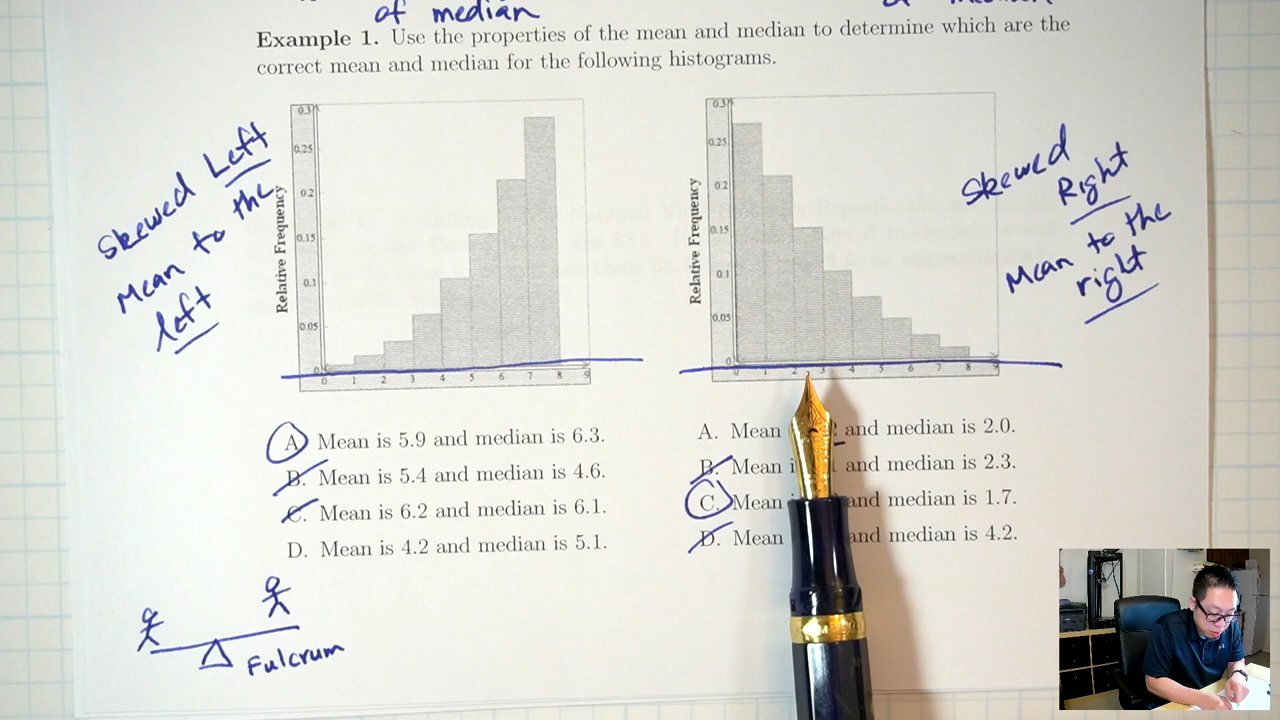 of median
Example 1. Use the properties of the mean and median to determine which are the
correct mean and median for the following histograms.
Skewed Left
Mean to the
left
Relative Frequency
0.3
0.25
0.2
0.15
0.1
0.05
0
0 1 2 3 4 5 6 7 8 9
Relative Frequency
0.3
0.25
0.2
0.15
0.1
0.05
0
0 1 2 3 4 5 6 7 8 9
Skewed
Right
Mean to the
right
A. Mean is 5.9 and median is 6.3.
B. Mean is 5.4 and median is 4.6.
C. Mean is 6.2 and median is 6.1.
D. Mean is 4.2 and median is 5.1.
A. Mean and median is 2.0.
B. Mean and median is 2.3.
C. Mean and median is 1.7.
D. Mean and median is 4.2.
Fulcrum